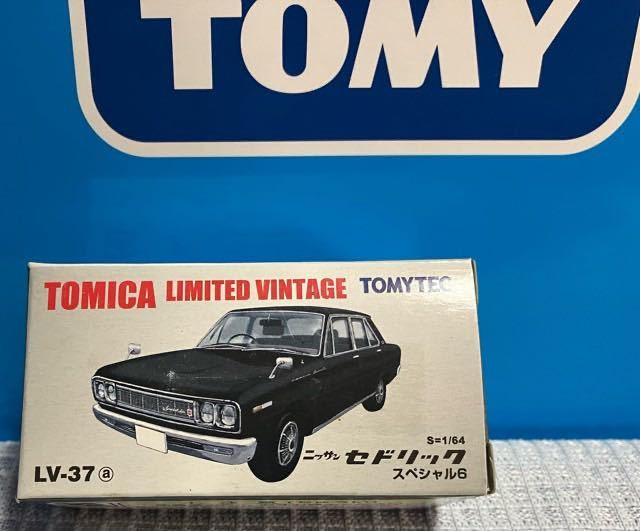 TOMY
TOMICA LIMITED VINTAGE TOMYTEC
S=1/64
ニッサン セドリック
スペシャル6
LV-37 ⓐ